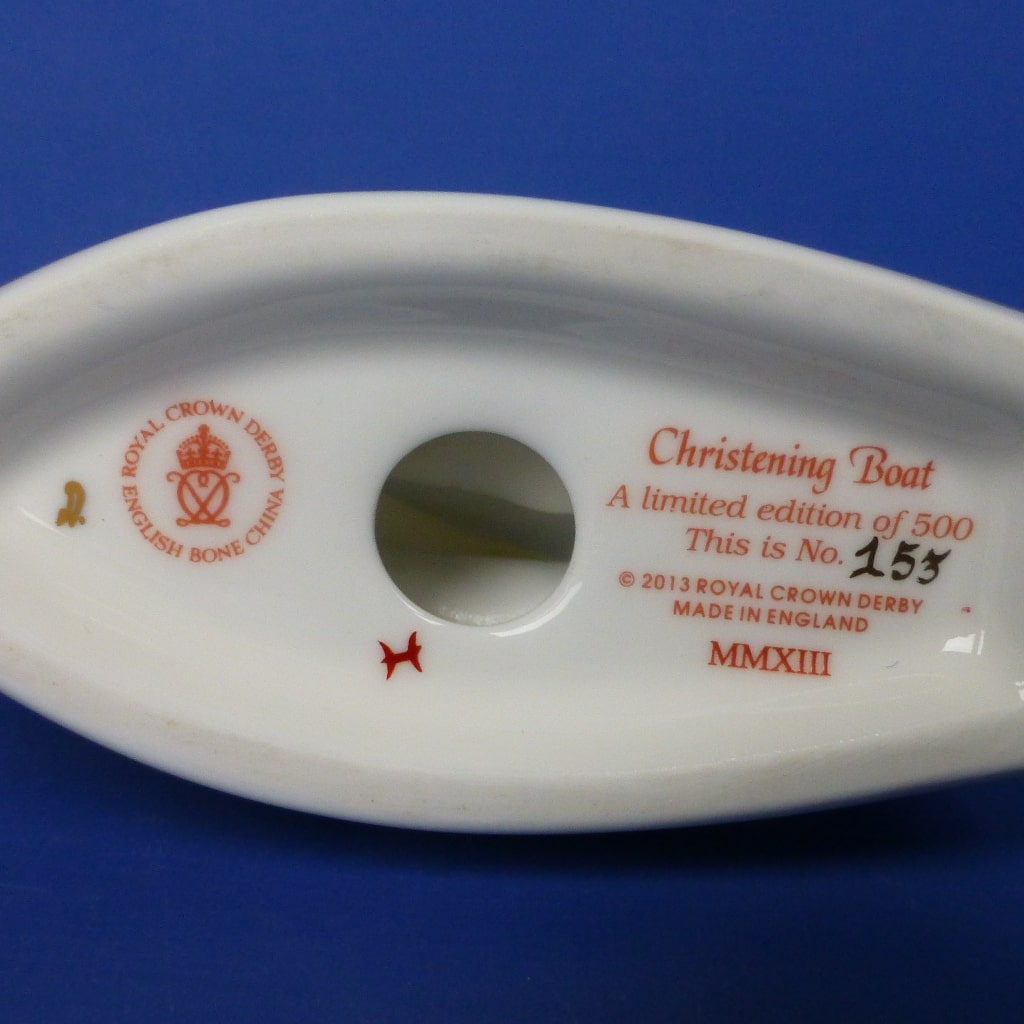 ROYAL CROWN DERBY
ENGLISH BONE CHINA
Christening Boat
A limited edition of 500
This is No. 153
© 2013 ROYAL CROWN DERBY
MADE IN ENGLAND
MMXIII